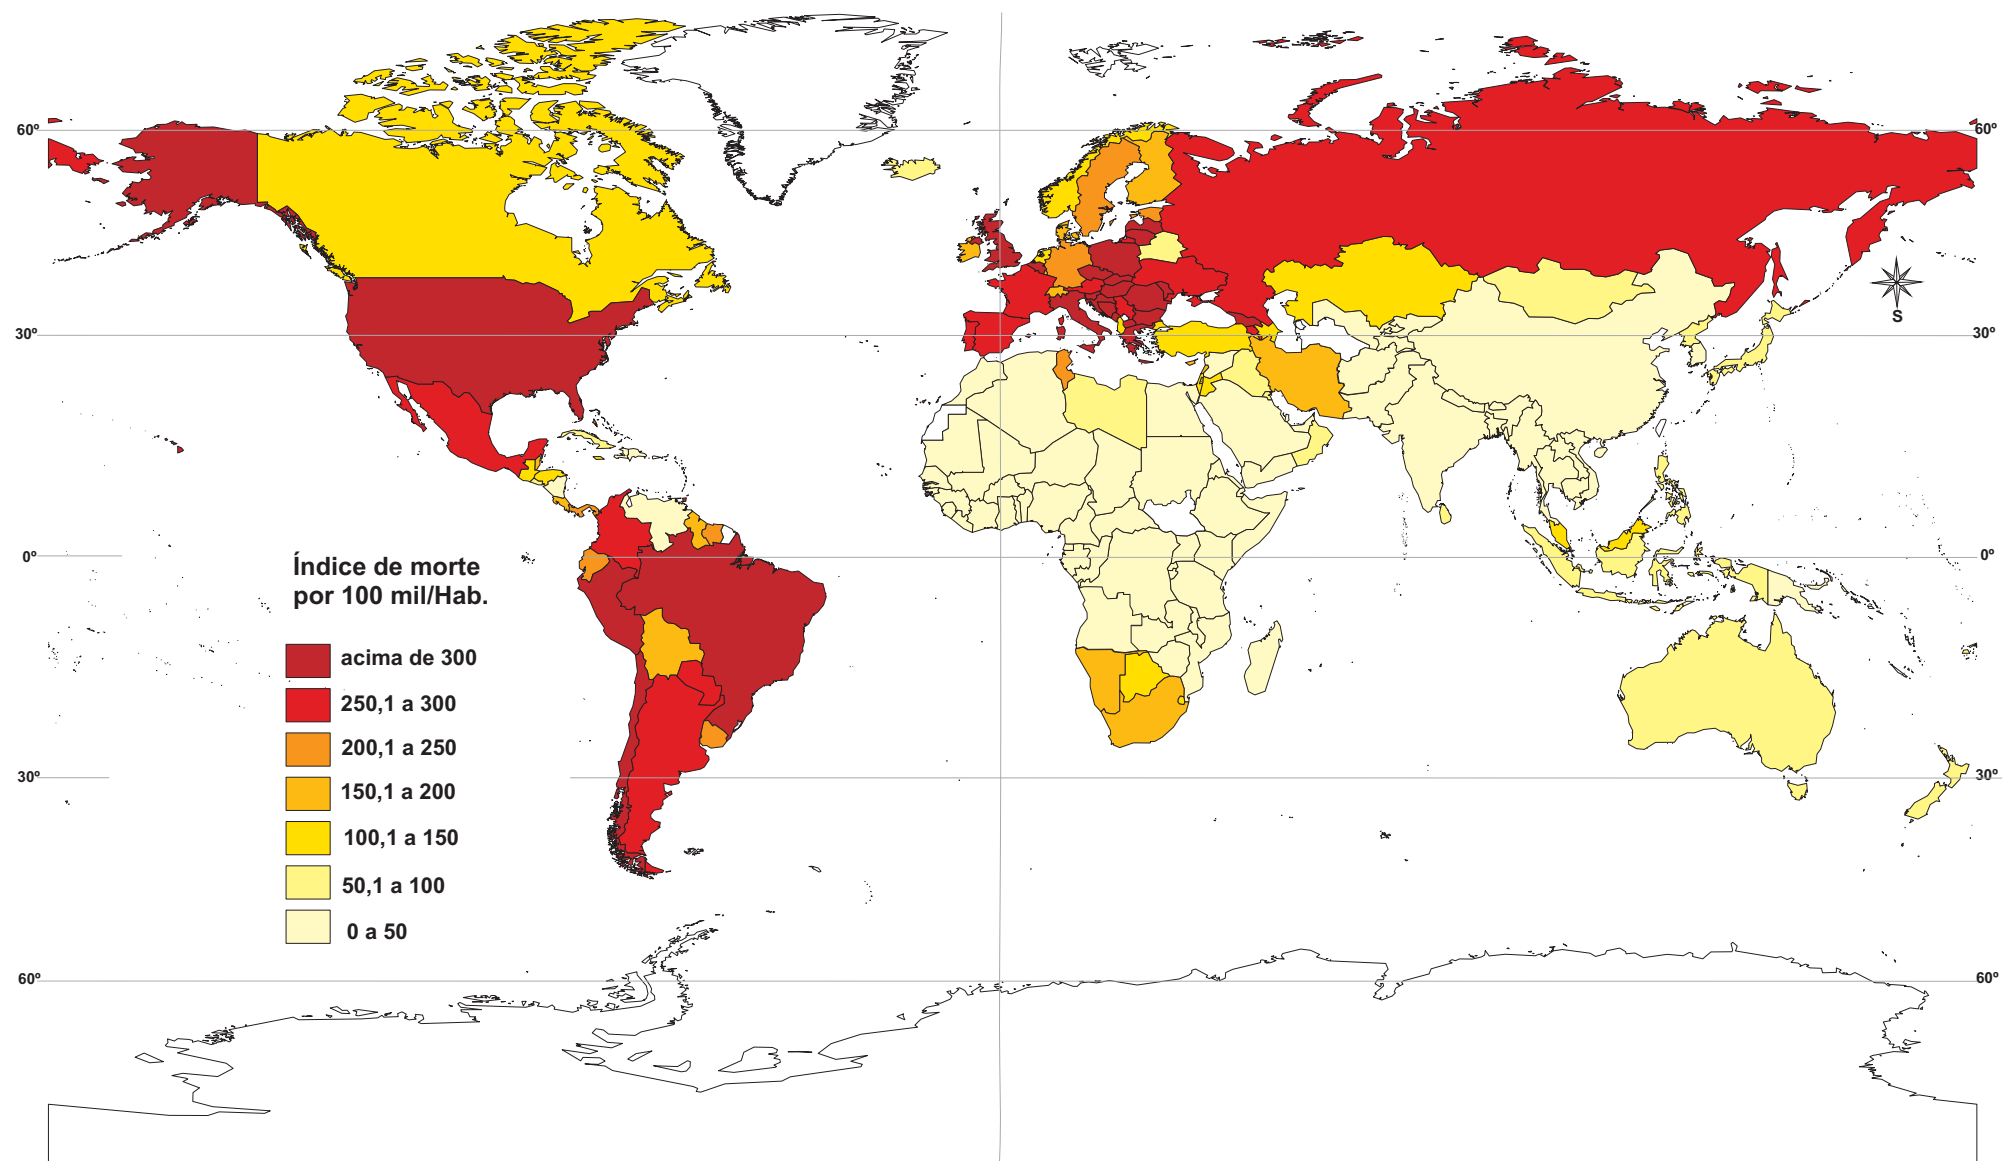 60º
60º
30º
S
30º
Índice de morte
por 100 mil/Hab.
0º
0º
acima de 300
250,1 a 300
200,1 a 250
30º
30º
150,1 a 200
100,1 a 150
50,1 a 100
0 a 50
60º
60º